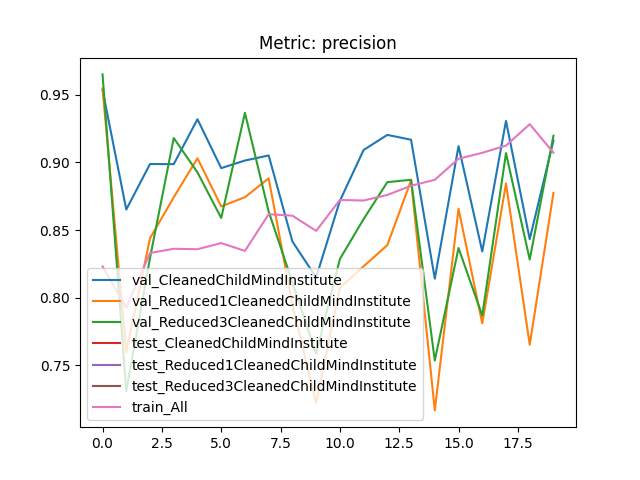 Metric: precision
0.95
0.90
0.85
0.80
0.75
val_CleanedChildMindInstitute
val_Reduced1CleanedChildMindInstitute
val_Reduced3CleanedChildMindInstitute
test_CleanedChildMindInstitute
test_Reduced1CleanedChildMindInstitute
test_Reduced3CleanedChildMindInstitute
train_All
0.0 2.5 5.0 7.5 10.0 12.5 15.0 17.5